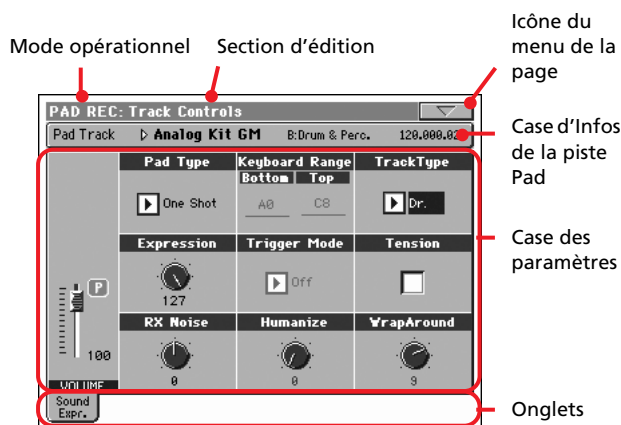 Icône du
menu de la
page
Mode opérationnel
Section d'édition
PAD REC: Track Controls
Pad Track Analog Kit GM B:Drum & Perc. 120.000.02
Case d'Infos
de la piste
Pad
Pad Type Keyboard Range TrackType
Bottom Top
One Shot A0 C8 Dr.
Case des
paramètres
Expression Trigger Mode Tension
P
127 Off
RX Noise Humanize WrapAround
100
0 0 9
VOLUME
Sound
Expr.
Onglets